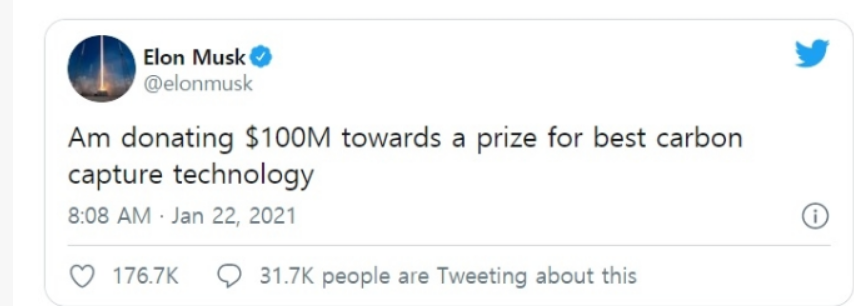 Elon Musk
@elonmusk
Am donating $100M towards a prize for best carbon
capture technology
8:08 AM · Jan 22, 2021
176.7K 31.7K people are Tweeting about this